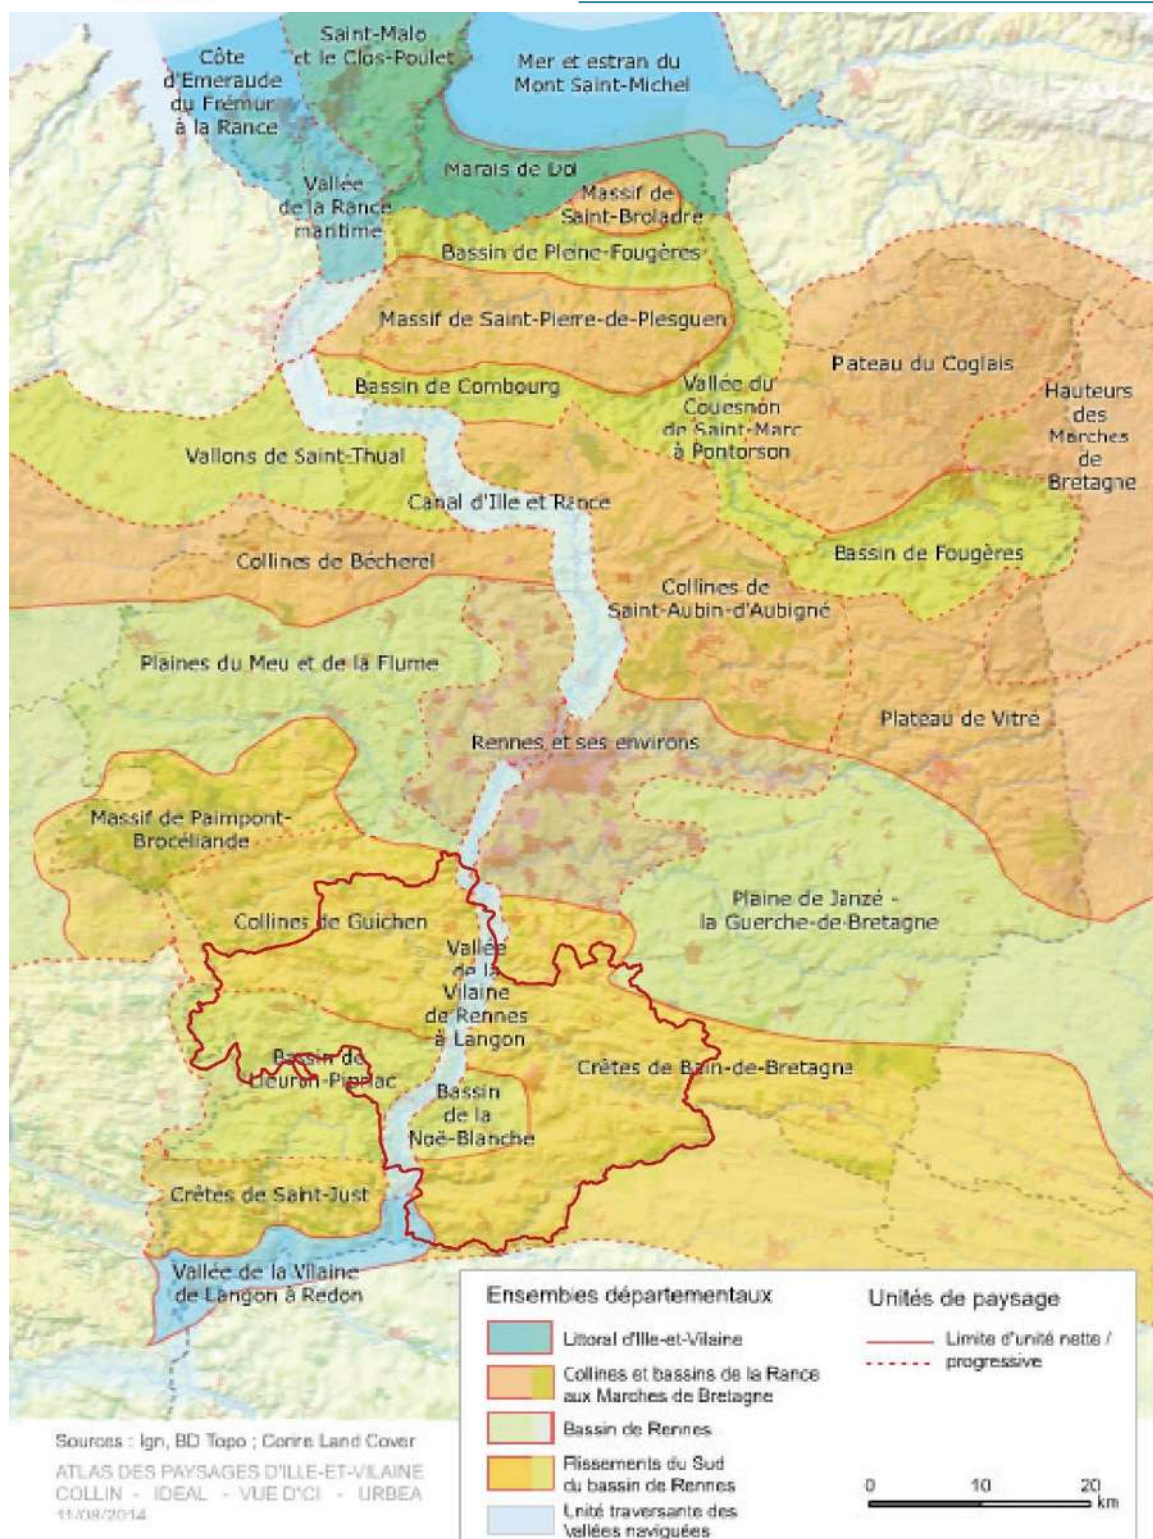 Saint-Malo
et le Clos-Poulet
Côte
d'Emeraude
du Frémur
à la Rance
Mer et estran du
Mont Saint-Michel
Marais de Dol
Vallée
de la Rance
maritime
Massif de
Saint-Broladre
Bassin de Pleine-Fougères
Massif de Saint-Pierre-de-Plesguen
Pateau du Coglais
Bassin de Combourg
Vallée du
Couesnon
de Saint-Marc
à Pontorson
Hauteurs
des
Marches
de
Bretagne
Vallons de Saint-Thual
Canal d'Ille et Rance
Collines de Bécherel
Bassin de Fougères
Collines de
Saint-Aubin-d'Aubigné
Plaines du Meu et de la Flume
Plateau de Vitré
Rennes et ses environs
Massif de Paimpont-
Brocéliande
Plaine de Janzé -
la Guerche-de-Bretagne
Collines de Guichen
Vallée
de la
Vilaine
de Rennes
à Langon
Bassin de
Lieuron-Pipriac
Crêtes de Bain-de-Bretagne
Bassin
de la
Noë-Blanche
Crêtes de Saint-Just
Vallée de la Vilaine
de Langon à Redon
Ensembles départementaux
Littoral d'Ille-et-Vilaine
Collines et bassins de la Rance
aux Marches de Bretagne
Bassin de Rennes
Plissements du Sud
du bassin de Rennes
Unité traversante des
Vallées naviguées
Unités de paysage
Limite d'unité nette /
progressive
0 10 20
km
Sources : Ign, BD Topo ; Corine Land Cover
ATLAS DES PAYSAGES D'ILLE-ET-VILAINE
COLLIN - IDEAL - VUE D'ICI - URBEA
11/08/2014